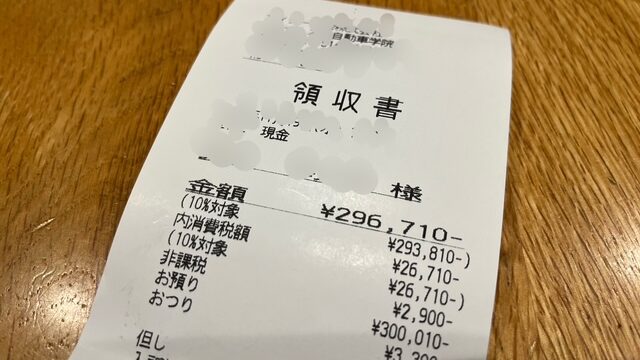 自動車学院
領収書
現金
様
金額 ¥296,710-
(10%対象 ¥293,810-)
内消費税額 ¥26,710-
(10%対象 ¥26,710-)
非課税 ¥2,900-
お預り ¥300,010-
おつり ¥3,300-
但し